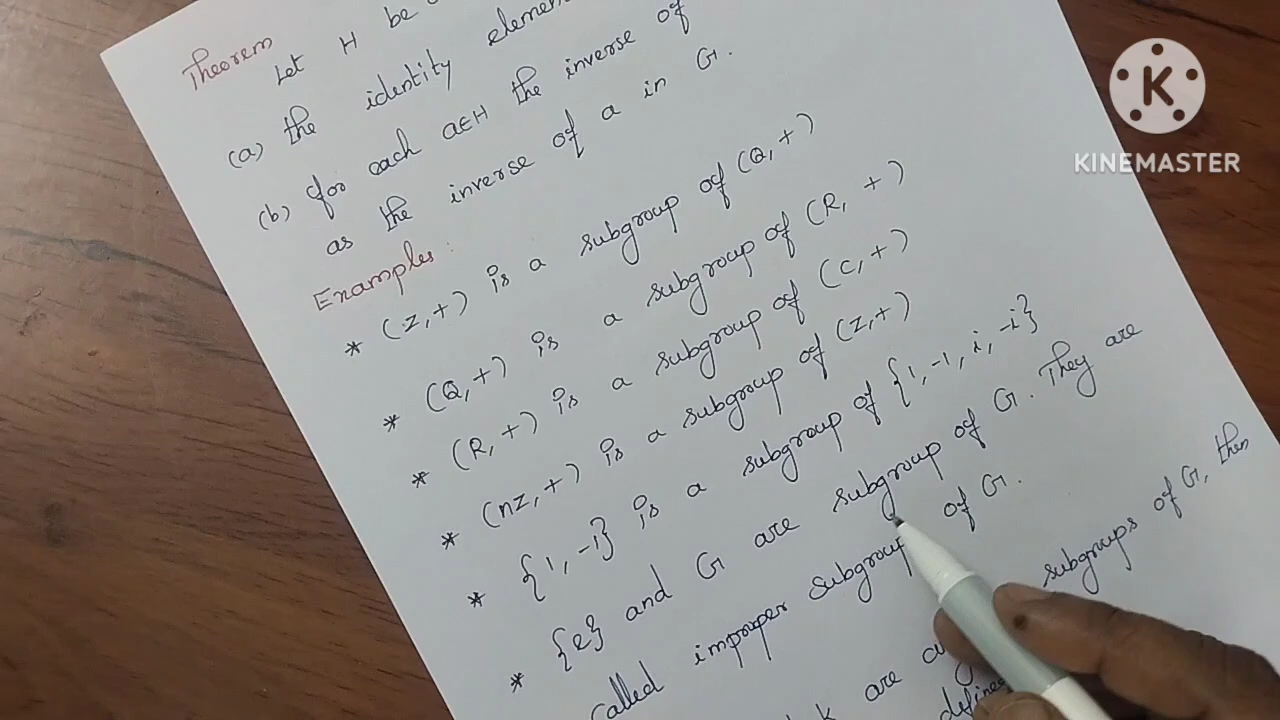 Theorem
Let H be
(a) the identity element
(b) for each a∈H the inverse of
as the inverse of a in G.
Examples:
* (Z,+) is a subgroup of (Q,+)
* (Q,+) is a subgroup of (R,+)
* (R,+) is a subgroup of (C,+)
* (nZ,+) is a subgroup of (Z,+)
* {1,-1} is a subgroup of {1,-1,i,-i}
* {e} and G are subgroup of G. They are
called improper subgroup of G.
k are subgroups of G, then
define
K
KINEMASTER